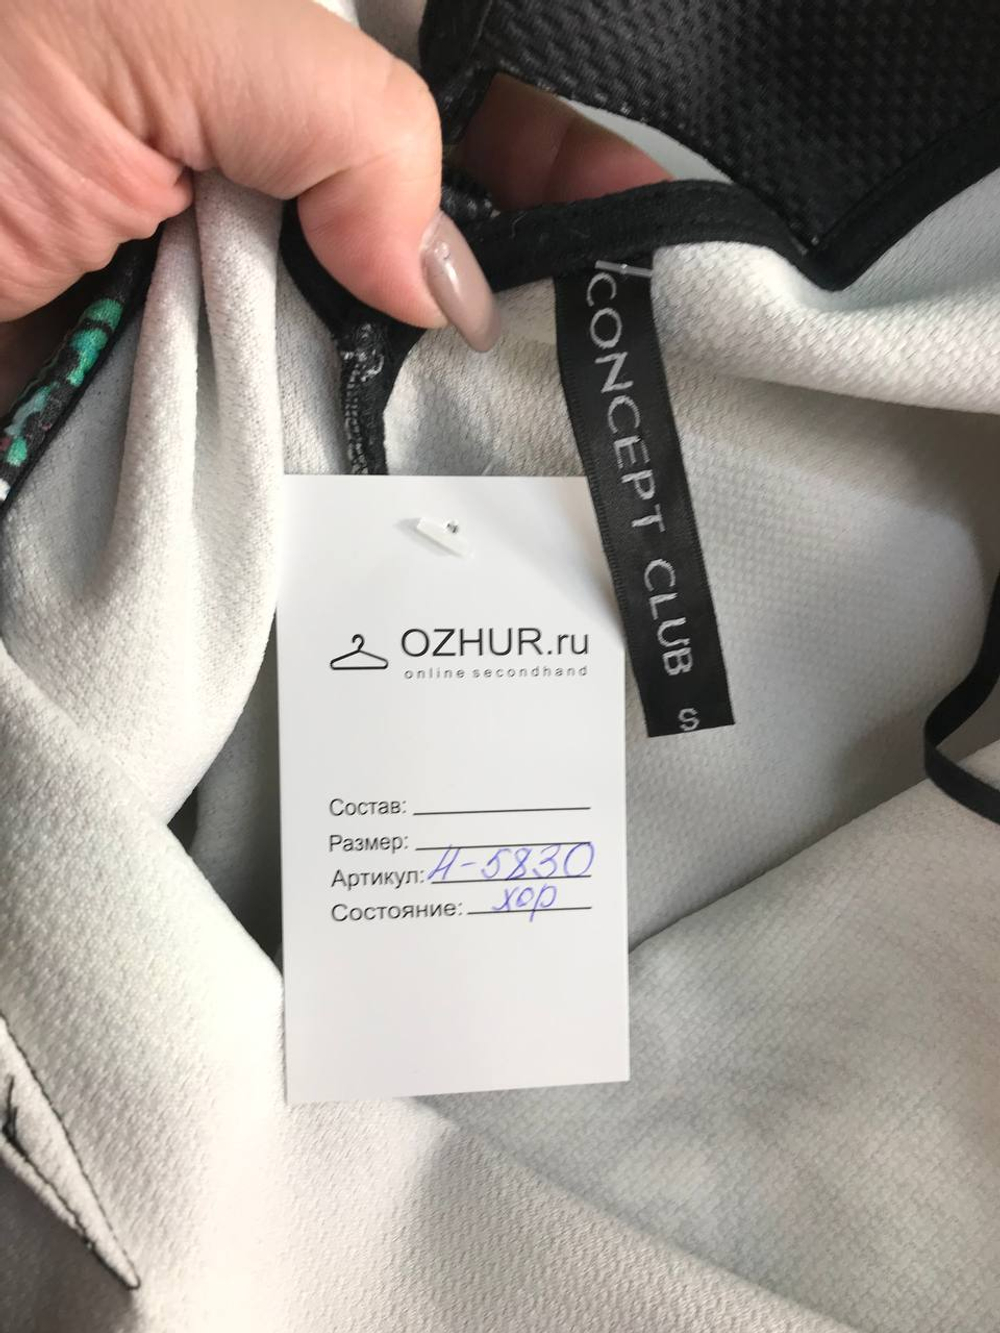 CONCEPT CLUB S
OZHUR.ru
online secondhand
Состав:
Размер:
Артикул: Н-5830
Состояние: хор